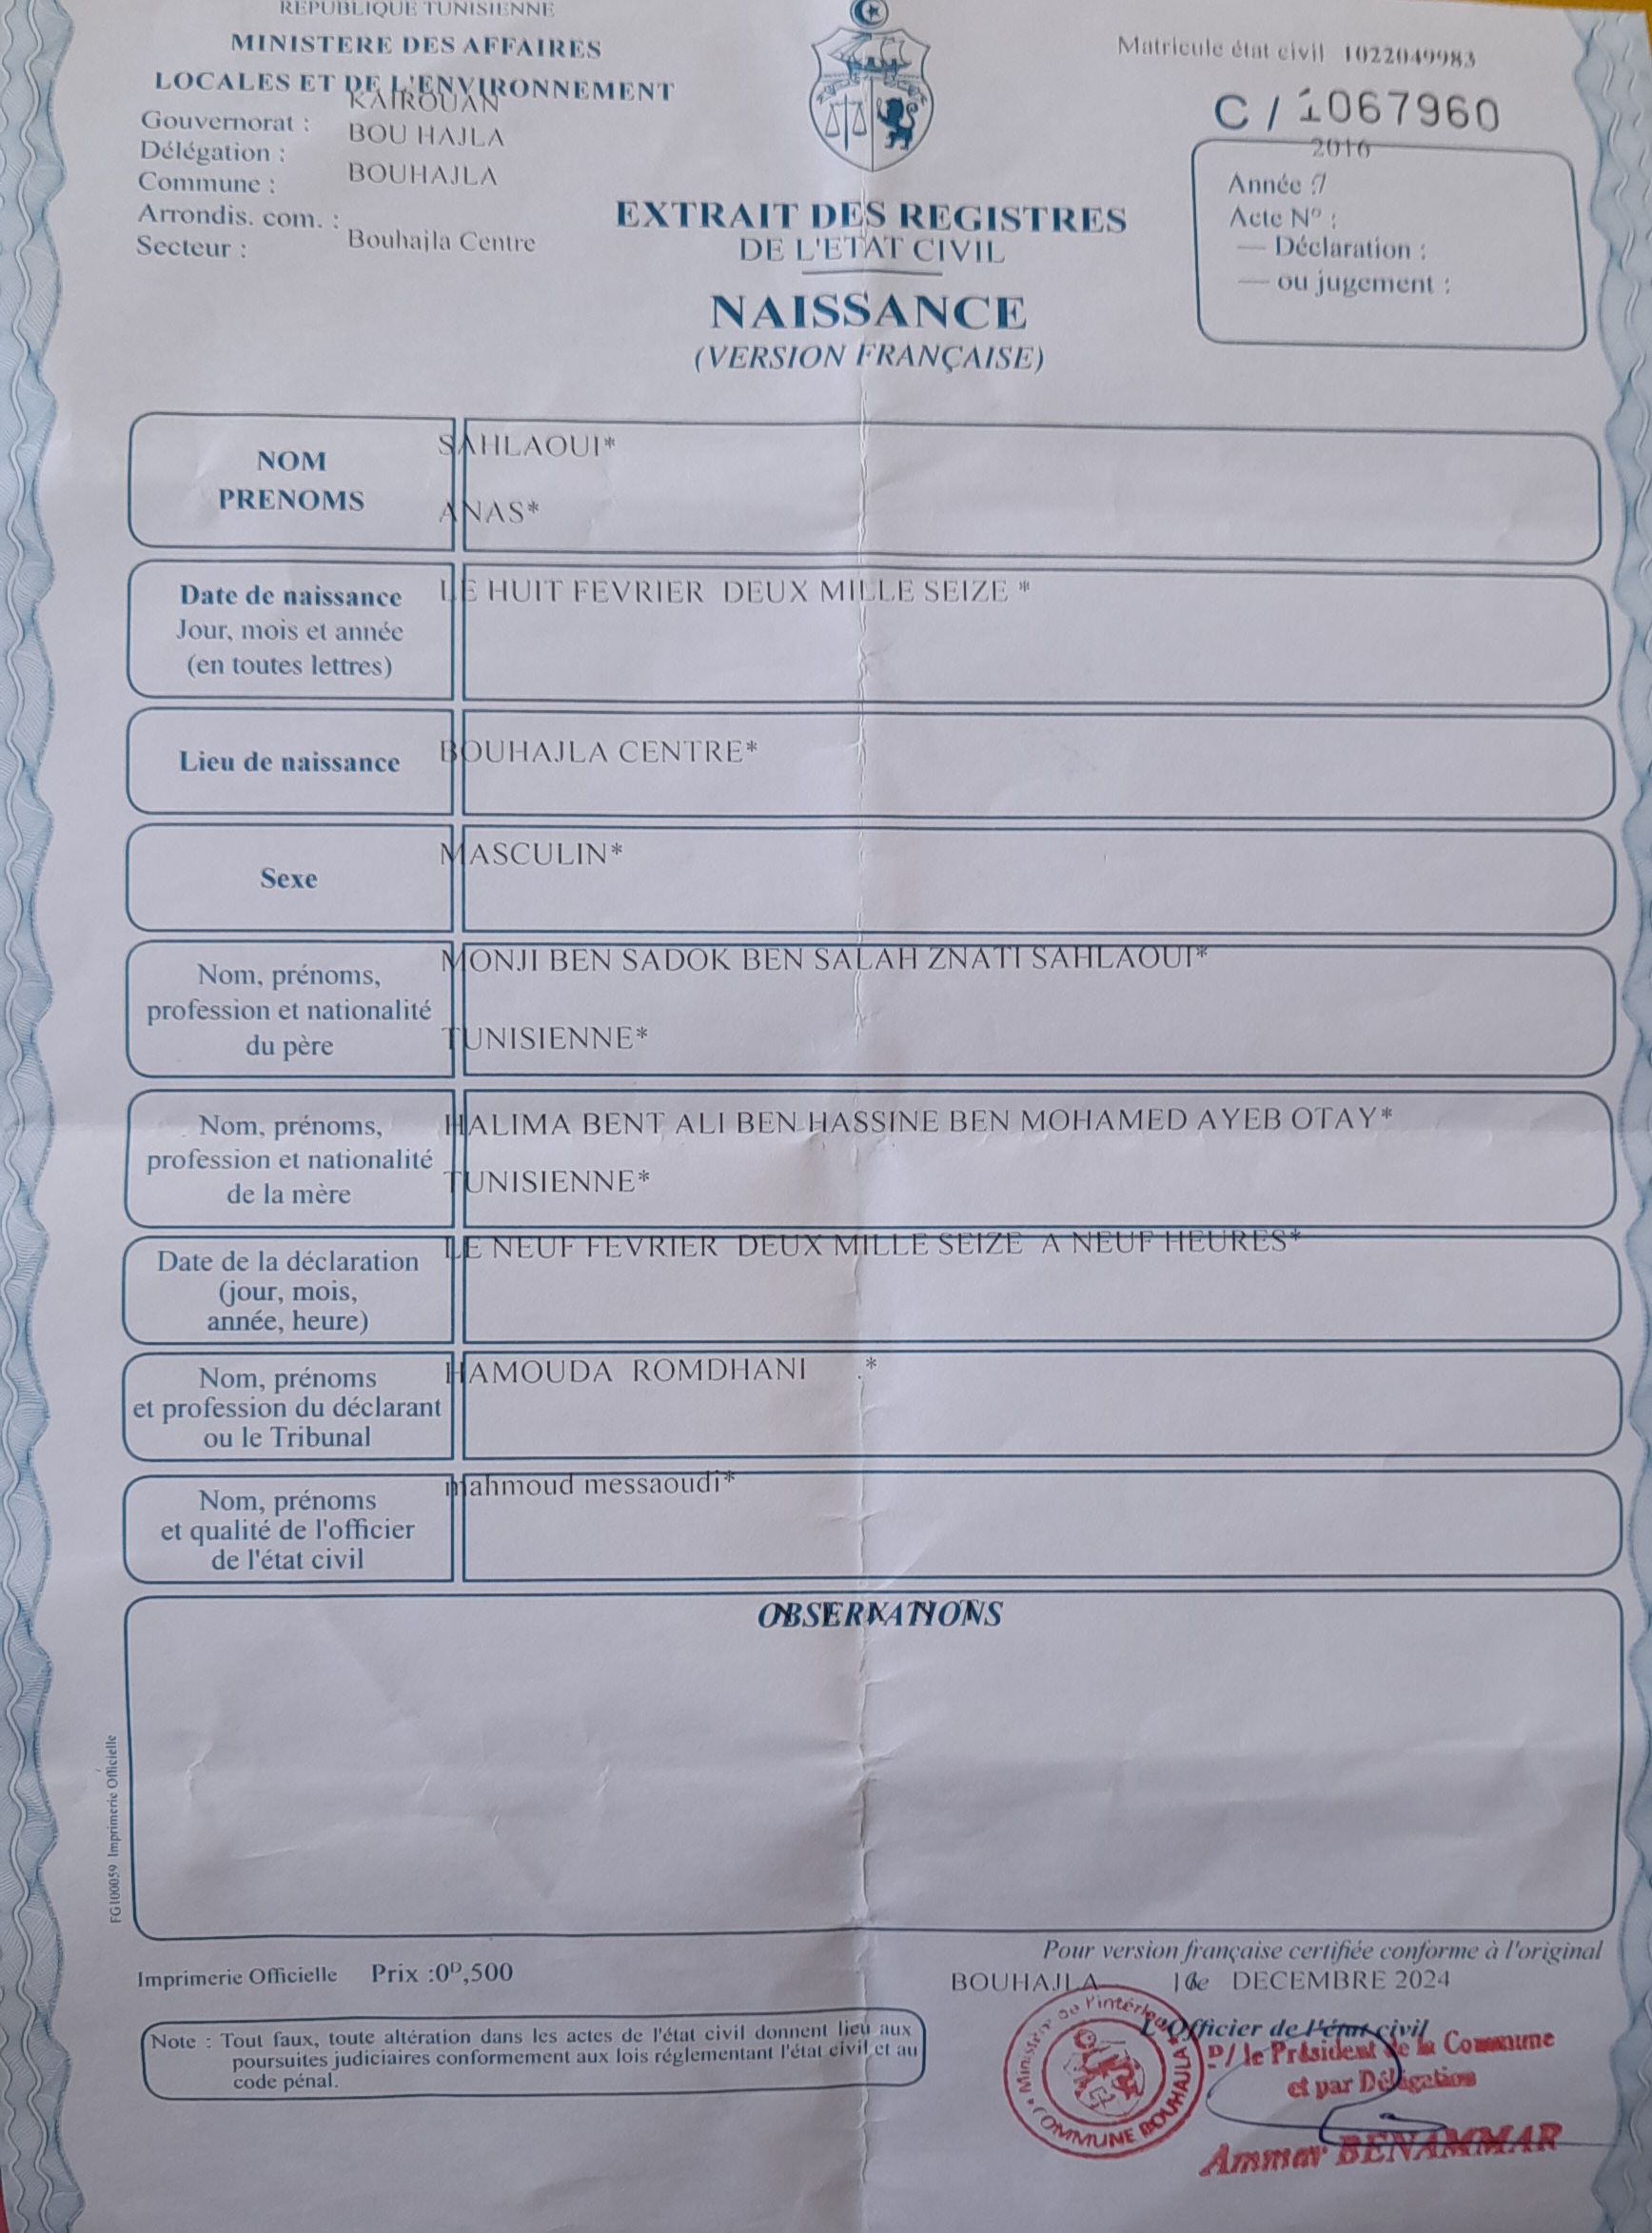 REPUBLIQUE TUNISIENNE
MINISTERE DES AFFAIRES
LOCALES ET DE L'ENVIRONNEMENT
Gouvernorat : KAIROUAN
Délégation : BOU HAJLA
Commune : BOUHAJLA
Arrondis. com. :
Secteur : Bouhajla Centre
Matricule état civil 1022049983
C / 1067960
2016
Année :7
Acte N° :
— Déclaration :
— ou jugement :
EXTRAIT DES REGISTRES
DE L'ETAT CIVIL
NAISSANCE
(VERSION FRANÇAISE)
NOM
PRENOMS
SAHLAOUI*
ANAS*
Date de naissance
Jour, mois et année
(en toutes lettres)
LE HUIT FEVRIER DEUX MILLE SEIZE *
Lieu de naissance
BOUHAJLA CENTRE*
Sexe
MASCULIN*
Nom, prénoms,
profession et nationalité
du père
MONJI BEN SADOK BEN SALAH ZNATI SAHLAOUI*
TUNISIENNE*
Nom, prénoms,
profession et nationalité
de la mère
HALIMA BENT ALI BEN HASSINE BEN MOHAMED AYEB OTAY*
TUNISIENNE*
Date de la déclaration
(jour, mois,
année, heure)
LE NEUF FEVRIER DEUX MILLE SEIZE A NEUF HEURES*
Nom, prénoms
et profession du déclarant
ou le Tribunal
HAMOUDA ROMDHANI .*
Nom, prénoms
et qualité de l'officier
de l'état civil
mahmoud messaoudi*
OBSERVATIONS
FG100059 Imprimerie Officielle
Pour version française certifiée conforme à l'original
Imprimerie Officielle Prix :0ᴰ,500
BOUHAJLA DECEMBRE 2024
L'Officier de l'état civil
P/ le Président de la Commune
et par Délégation
Ammar BENAMMAR
Ministère de l'intérieur
COMMUNE BOUHAJLA
Note : Tout faux, toute altération dans les actes de l'état civil donnent lieu aux
poursuites judiciaires conformement aux lois réglementant l'état civil et au
code pénal.